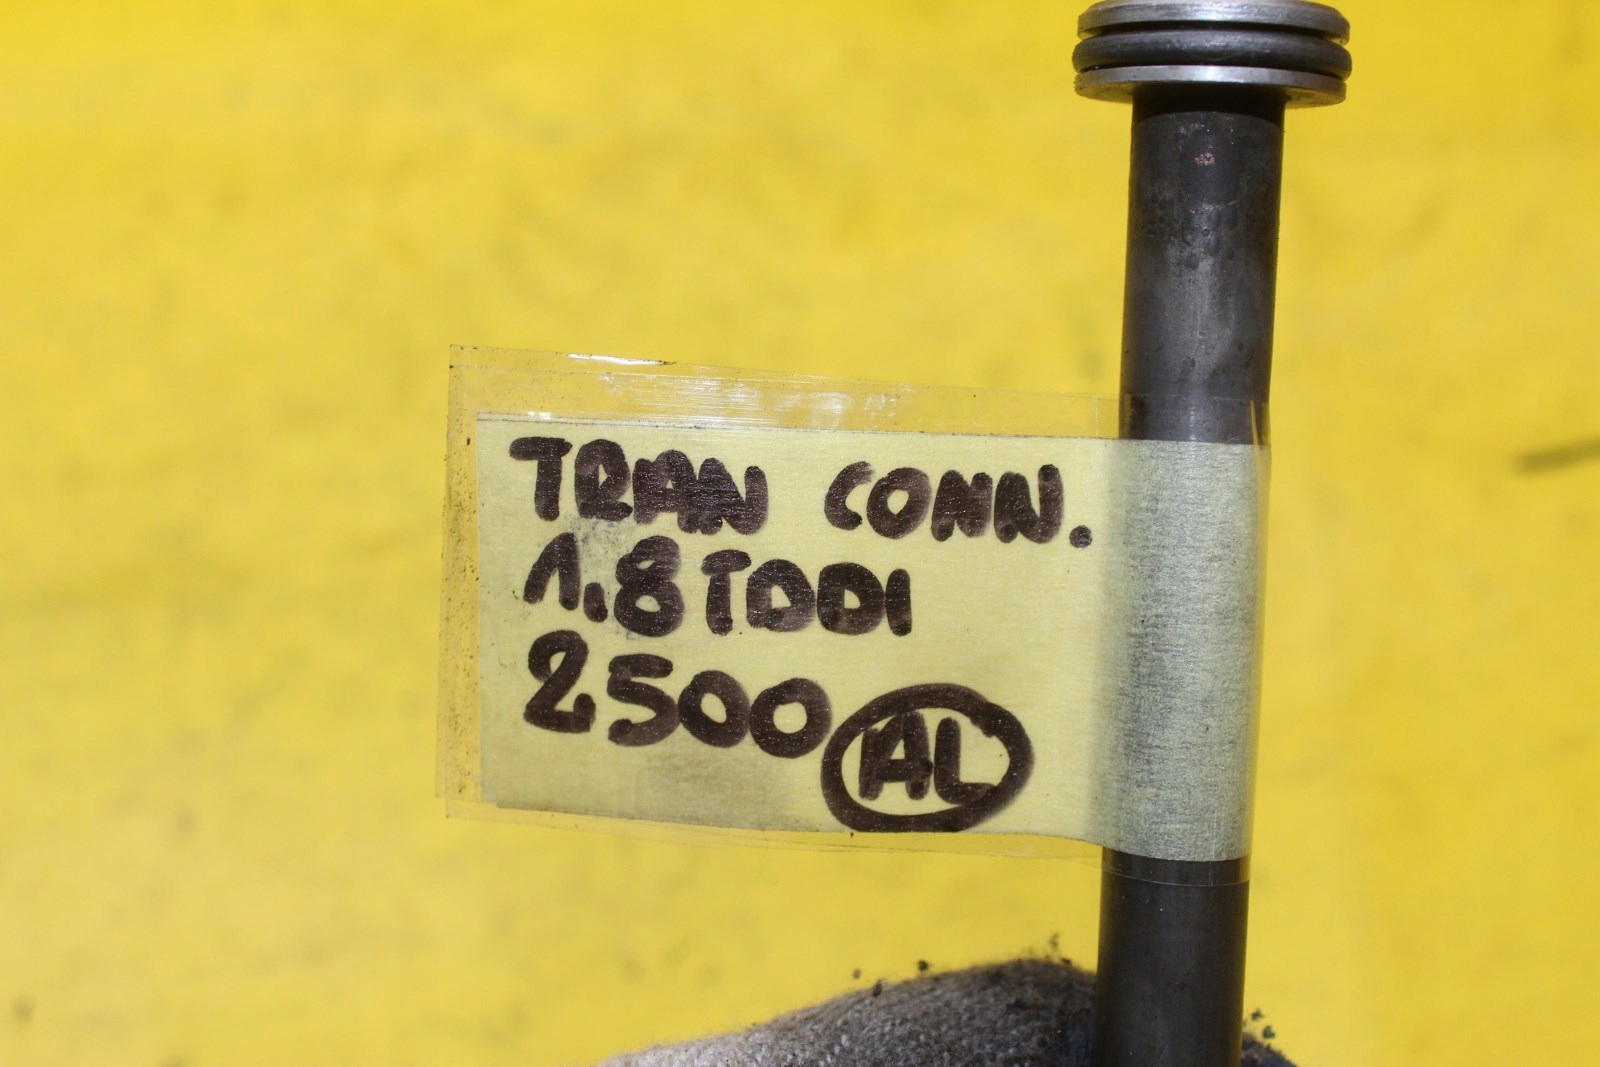 TRAN CONN.
1.8 TDDI
2500 AL